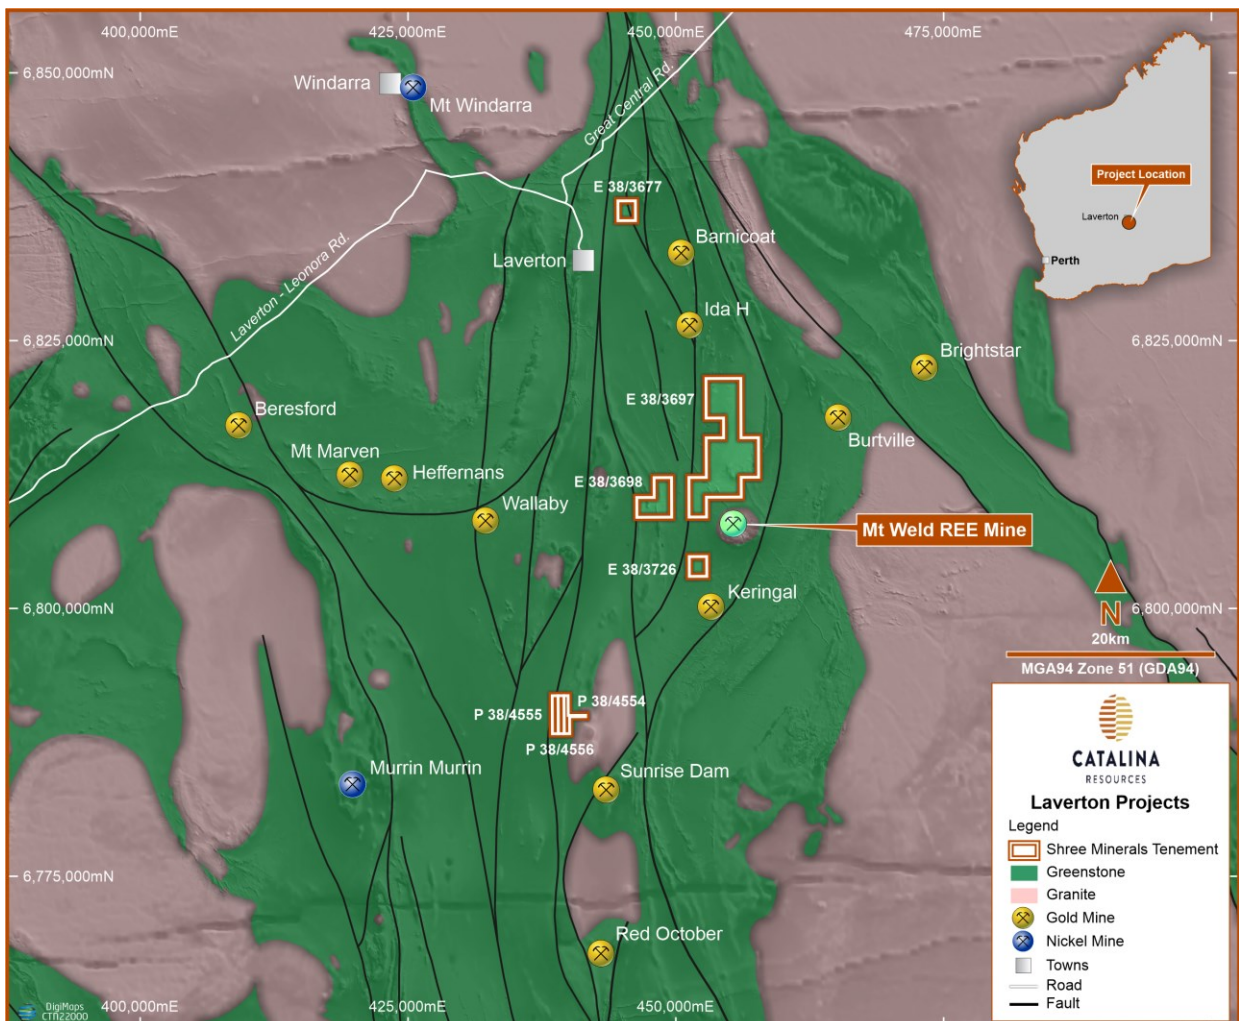 400,000mE
425,000mE
450,000mE
475,000mE
6,850,000mN
Windarra
Mt Windarra
Great Central Rd.
E 38/3677
Project Location
Laverton
Perth
Barnicoat
Laverton
Laverton - Leonora Rd.
Ida H
6,825,000mN
6,825,000mN
Brightstar
E 38/3697
Beresford
Burtville
Mt Marven
Heffernans
E 38/3698
Wallaby
Mt Weld REE Mine
E 38/3726
Keringal
6,800,000mN
6,800,000mN
N
20km
MGA94 Zone 51 (GDA94)
P 38/4555
P 38/4554
P 38/4556
Murrin Murrin
Sunrise Dam
CATALINA
RESOURCES
Laverton Projects
Legend
Shree Minerals Tenement
Greenstone
Granite
Gold Mine
Nickel Mine
Towns
Road
Fault
6,775,000mN
Red October
DigiMaps
CTN22000
400,000mE
425,000mE
450,000mE